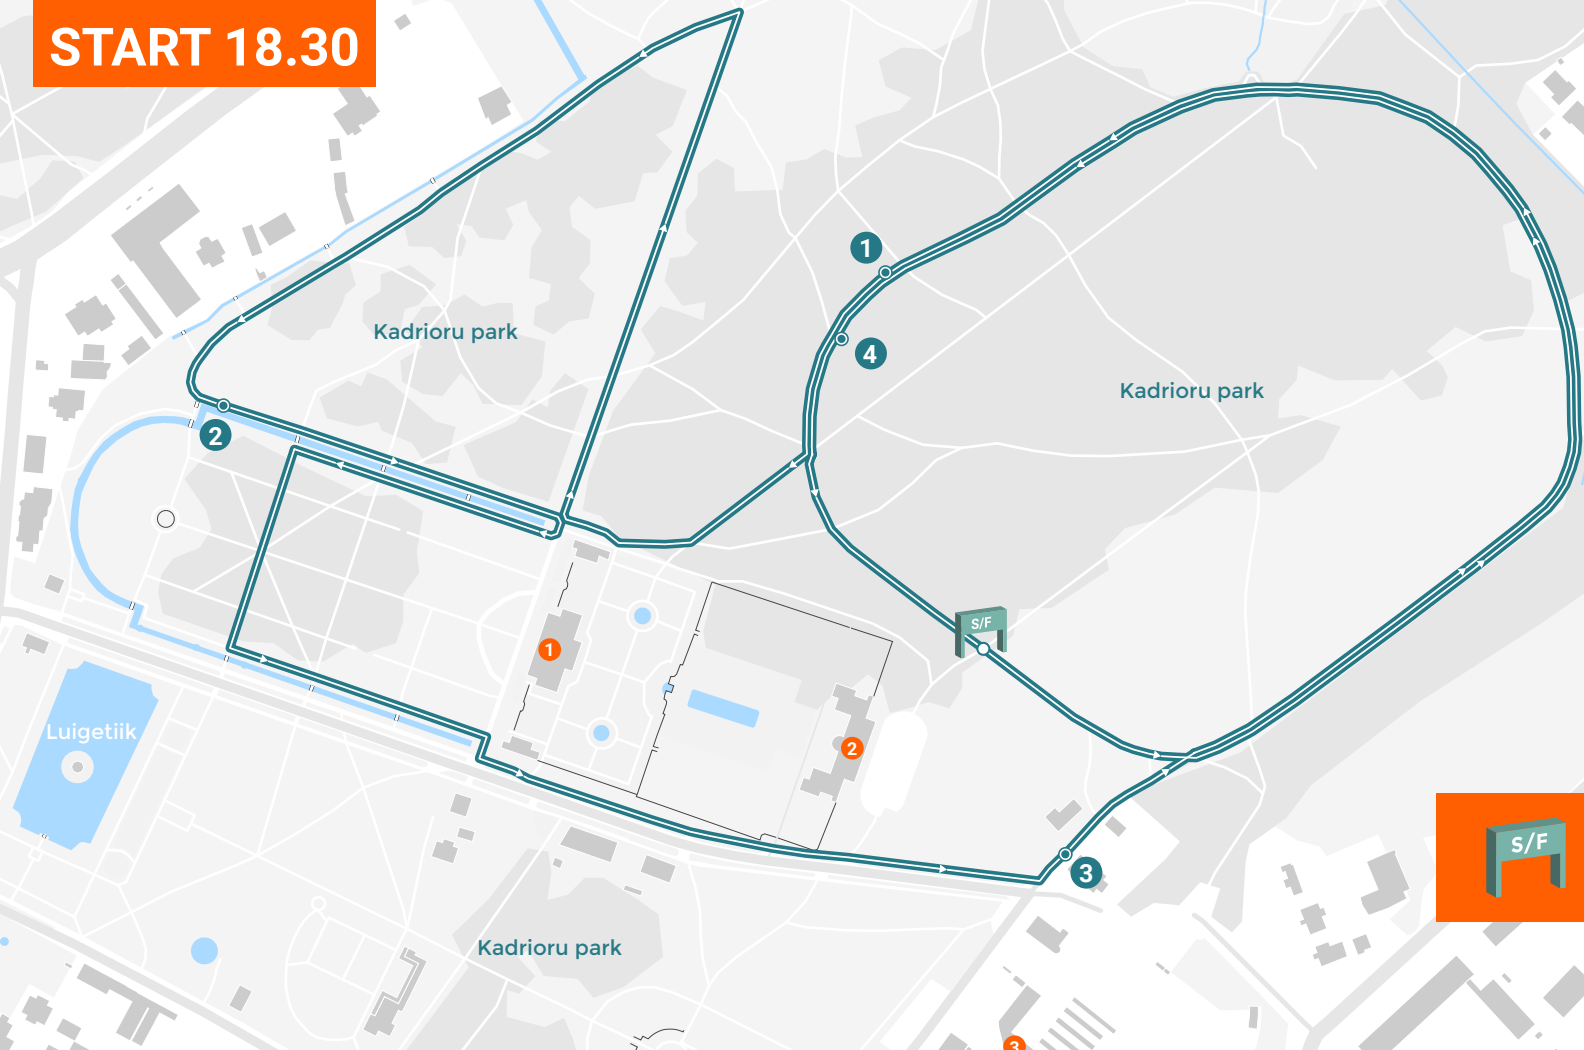 START 18.30
1
4
Kadrioru park
Kadrioru park
2
S/F
1
Luigetiik
2
S/F
3
Kadrioru park
3